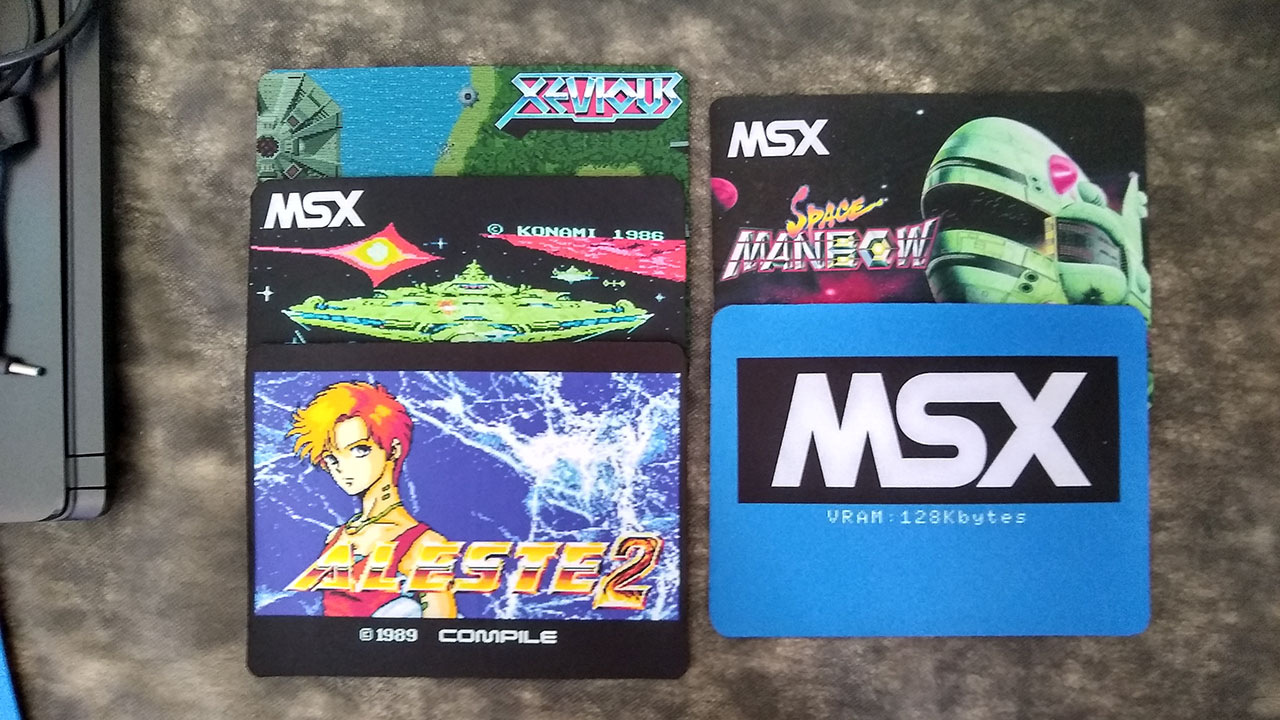 XEVIOUS
MSX
© KONAMI 1986
ALESTE 2
©1989 COMPILE
MSX
SPACE
MANBOW
MSX
VRAM:128Kbytes